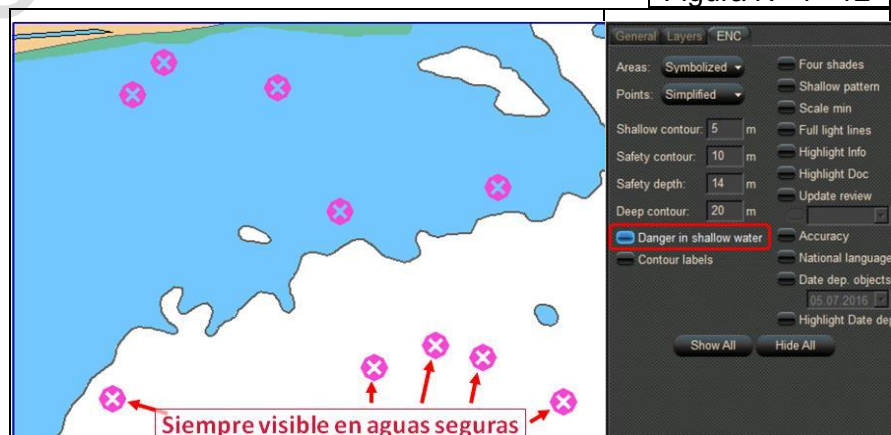 General Layers ENC
Areas: Symbolized
Points: Simplified
Shallow contour: 5 m
Safety contour: 10 m
Safety depth: 14 m
Deep contour: 20 m
Danger in shallow water
Contour labels
Four shades
Shallow pattern
Scale min
Full light lines
Highlight Info
Highlight Doc
Update review
Accuracy
National language
Date dep. objects
05.07.2016
Highlight Date dep
Show All Hide All
Siempre visible en aguas seguras